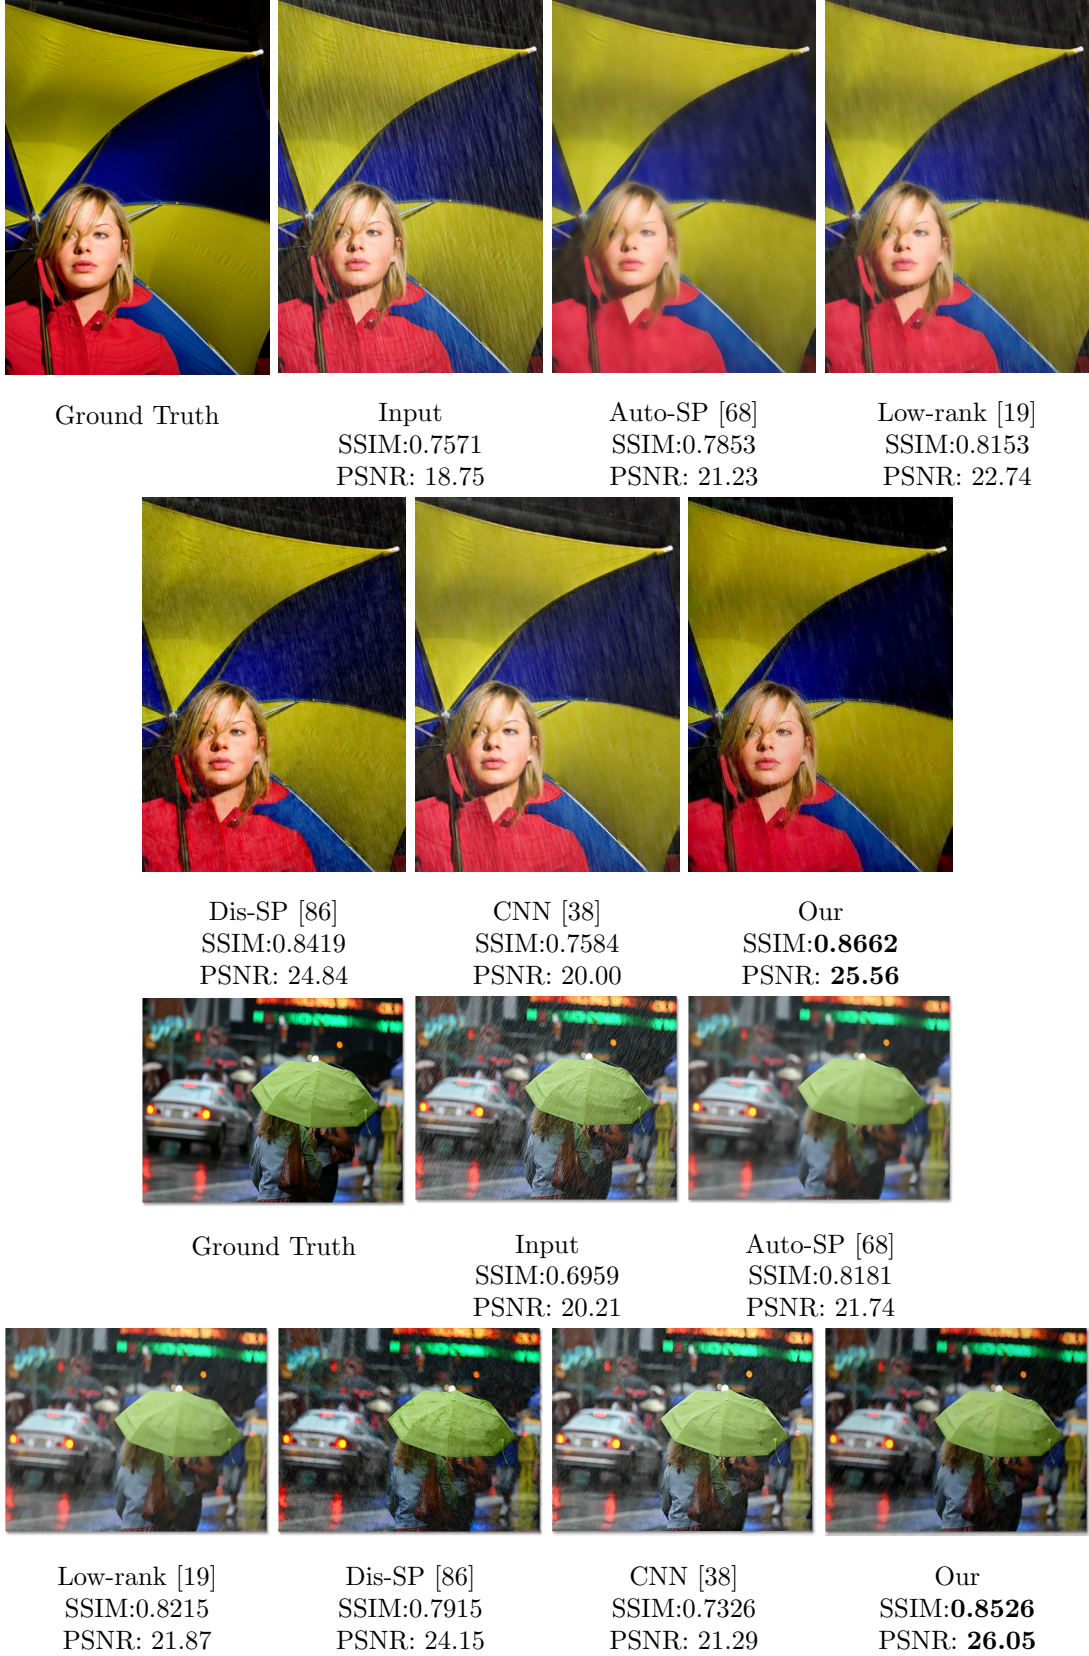 Ground Truth
Input
SSIM:0.7571
PSNR: 18.75
Auto-SP [68]
SSIM:0.7853
PSNR: 21.23
Low-rank [19]
SSIM:0.8153
PSNR: 22.74
Dis-SP [86]
SSIM:0.8419
PSNR: 24.84
CNN [38]
SSIM:0.7584
PSNR: 20.00
Our
SSIM:0.8662
PSNR: 25.56
Ground Truth
Input
SSIM:0.6959
PSNR: 20.21
Auto-SP [68]
SSIM:0.8181
PSNR: 21.74
Low-rank [19]
SSIM:0.8215
PSNR: 21.87
Dis-SP [86]
SSIM:0.7915
PSNR: 24.15
CNN [38]
SSIM:0.7326
PSNR: 21.29
Our
SSIM:0.8526
PSNR: 26.05